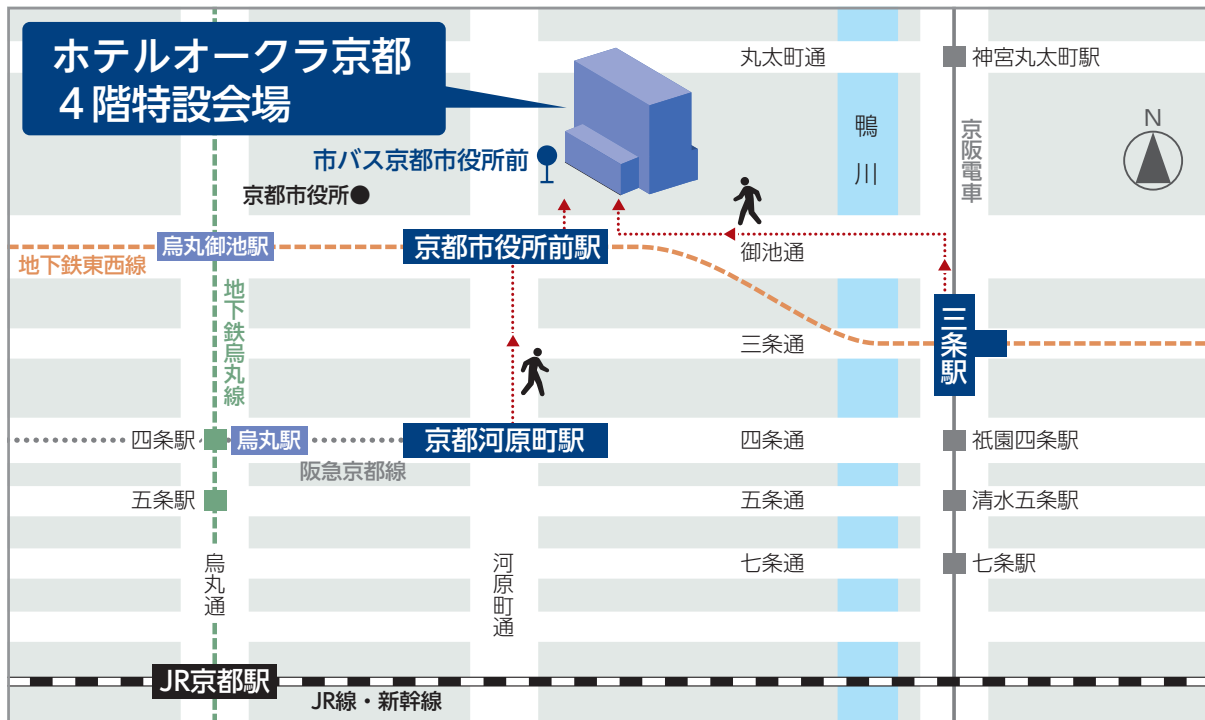 ホテルオークラ京都
４階特設会場
丸太町通
神宮丸太町駅
N
鴨川
京阪電車
市バス京都市役所前
京都市役所●
烏丸御池駅
京都市役所前駅
御池通
地下鉄東西線
地下鉄烏丸線
三条通
三条駅
四条駅
烏丸駅
京都河原町駅
四条通
祇園四条駅
阪急京都線
五条駅
五条通
清水五条駅
烏丸通
河原町通
七条通
七条駅
JR京都駅
JR線・新幹線